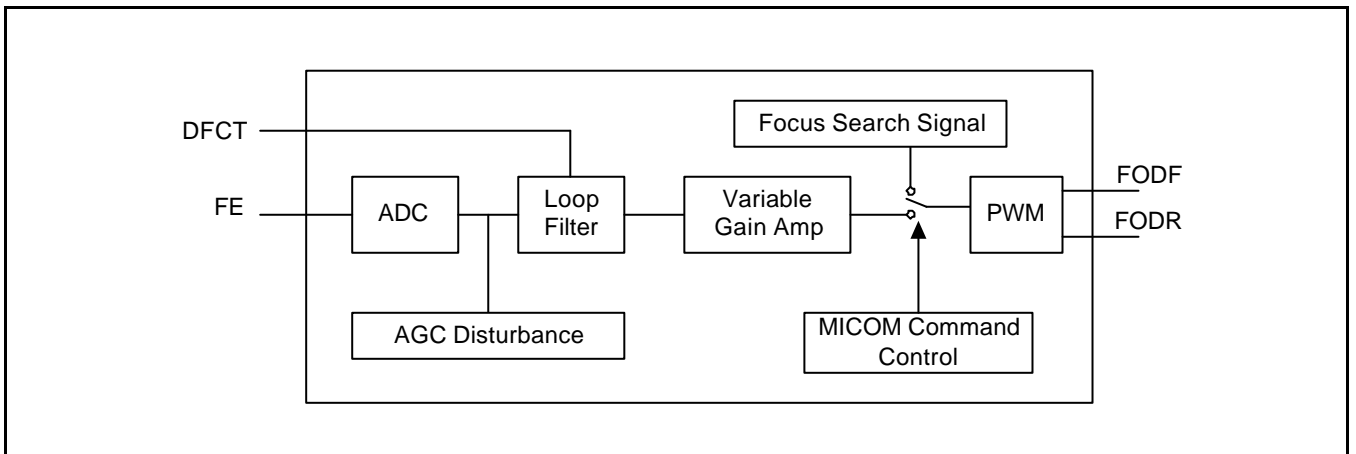 DFCT
FE
ADC
Loop
Filter
Variable
Gain Amp
Focus Search Signal
PWM
FODF
FODR
AGC Disturbance
MICOM Command
Control